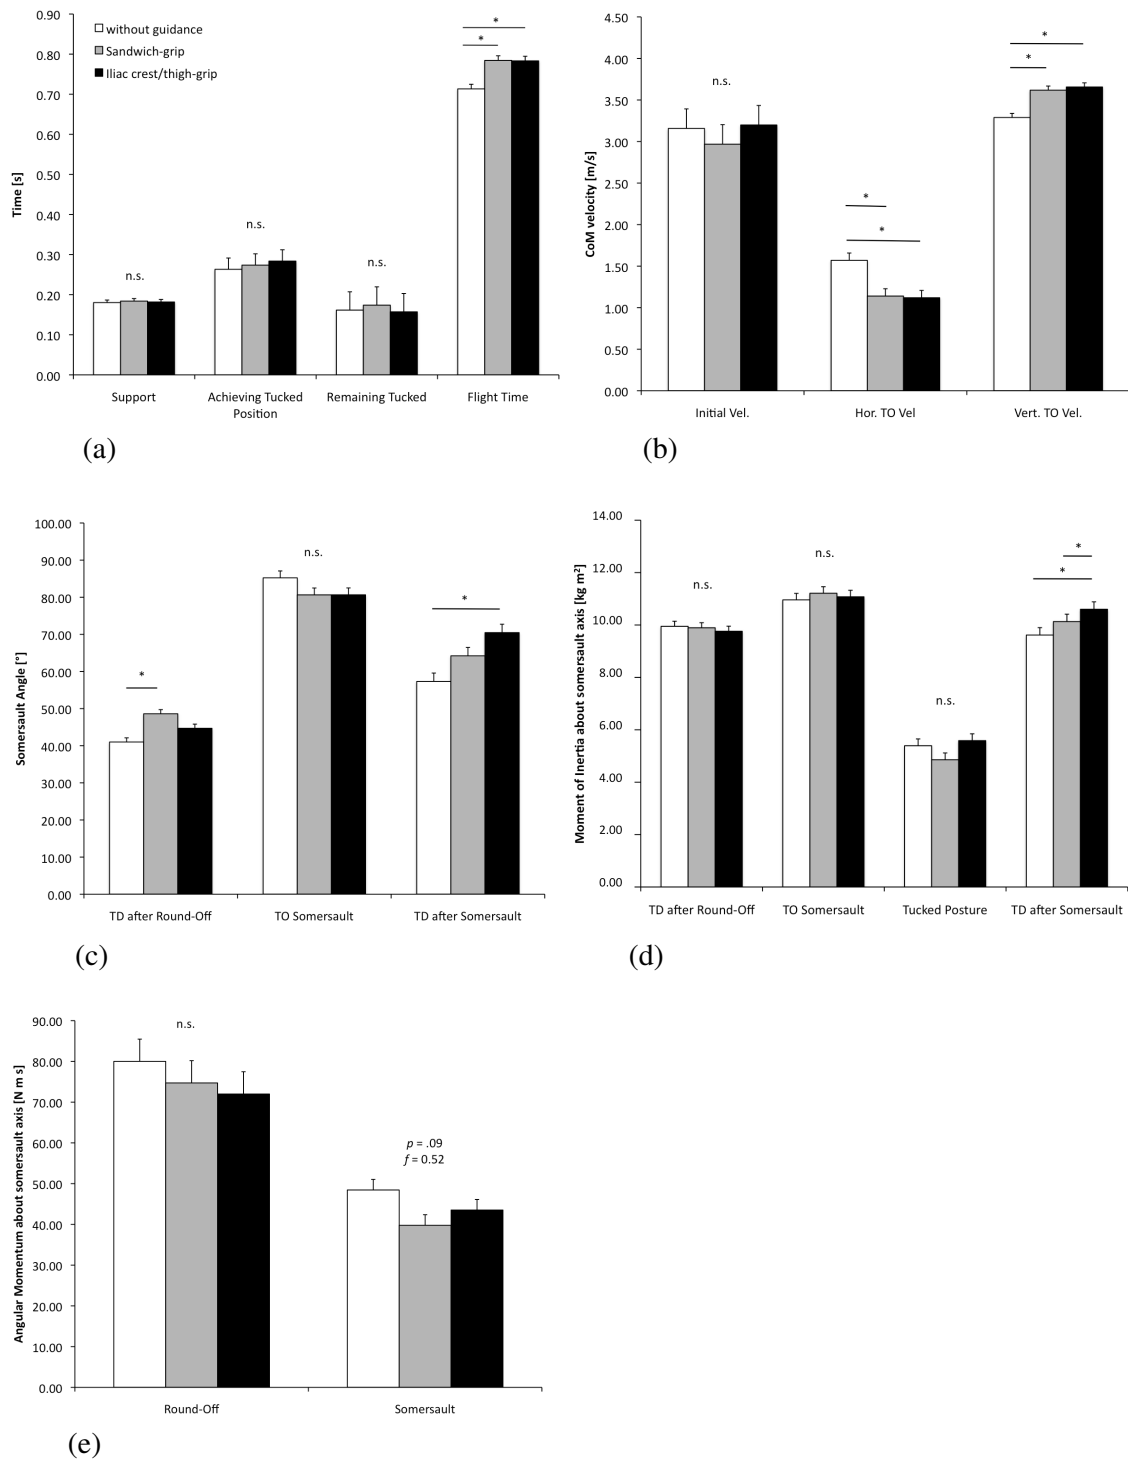 0.90
0.80
0.70
0.60
0.50
0.40
0.30
0.20
0.10
0.00
Time [s]
without guidance
Sandwich-grip
Iliac crest/thigh-grip
n.s.
n.s.
n.s.
*
*
Support
Achieving Tucked
Position
Remaining Tucked
Flight Time
(a)
4.50
4.00
3.50
3.00
2.50
2.00
1.50
1.00
0.50
0.00
CoM velocity [m/s]
n.s.
*
*
*
*
Initial Vel.
Hor. TO Vel
Vert. TO Vel.
(b)
100.00
90.00
80.00
70.00
60.00
50.00
40.00
30.00
20.00
10.00
0.00
Somersault Angle [°]
*
n.s.
*
TD after Round-Off
TO Somersault
TD after Somersault
(c)
14.00
12.00
10.00
8.00
6.00
4.00
2.00
0.00
Moment of Inertia about somersault axis [kg m²]
n.s.
n.s.
n.s.
*
*
TD after Round-Off
TO Somersault
Tucked Posture
TD after Somersault
(d)
90.00
80.00
70.00
60.00
50.00
40.00
30.00
20.00
10.00
0.00
Angular Momentum about somersault axis [N m s]
n.s.
p = .09
f = 0.52
Round-Off
Somersault
(e)